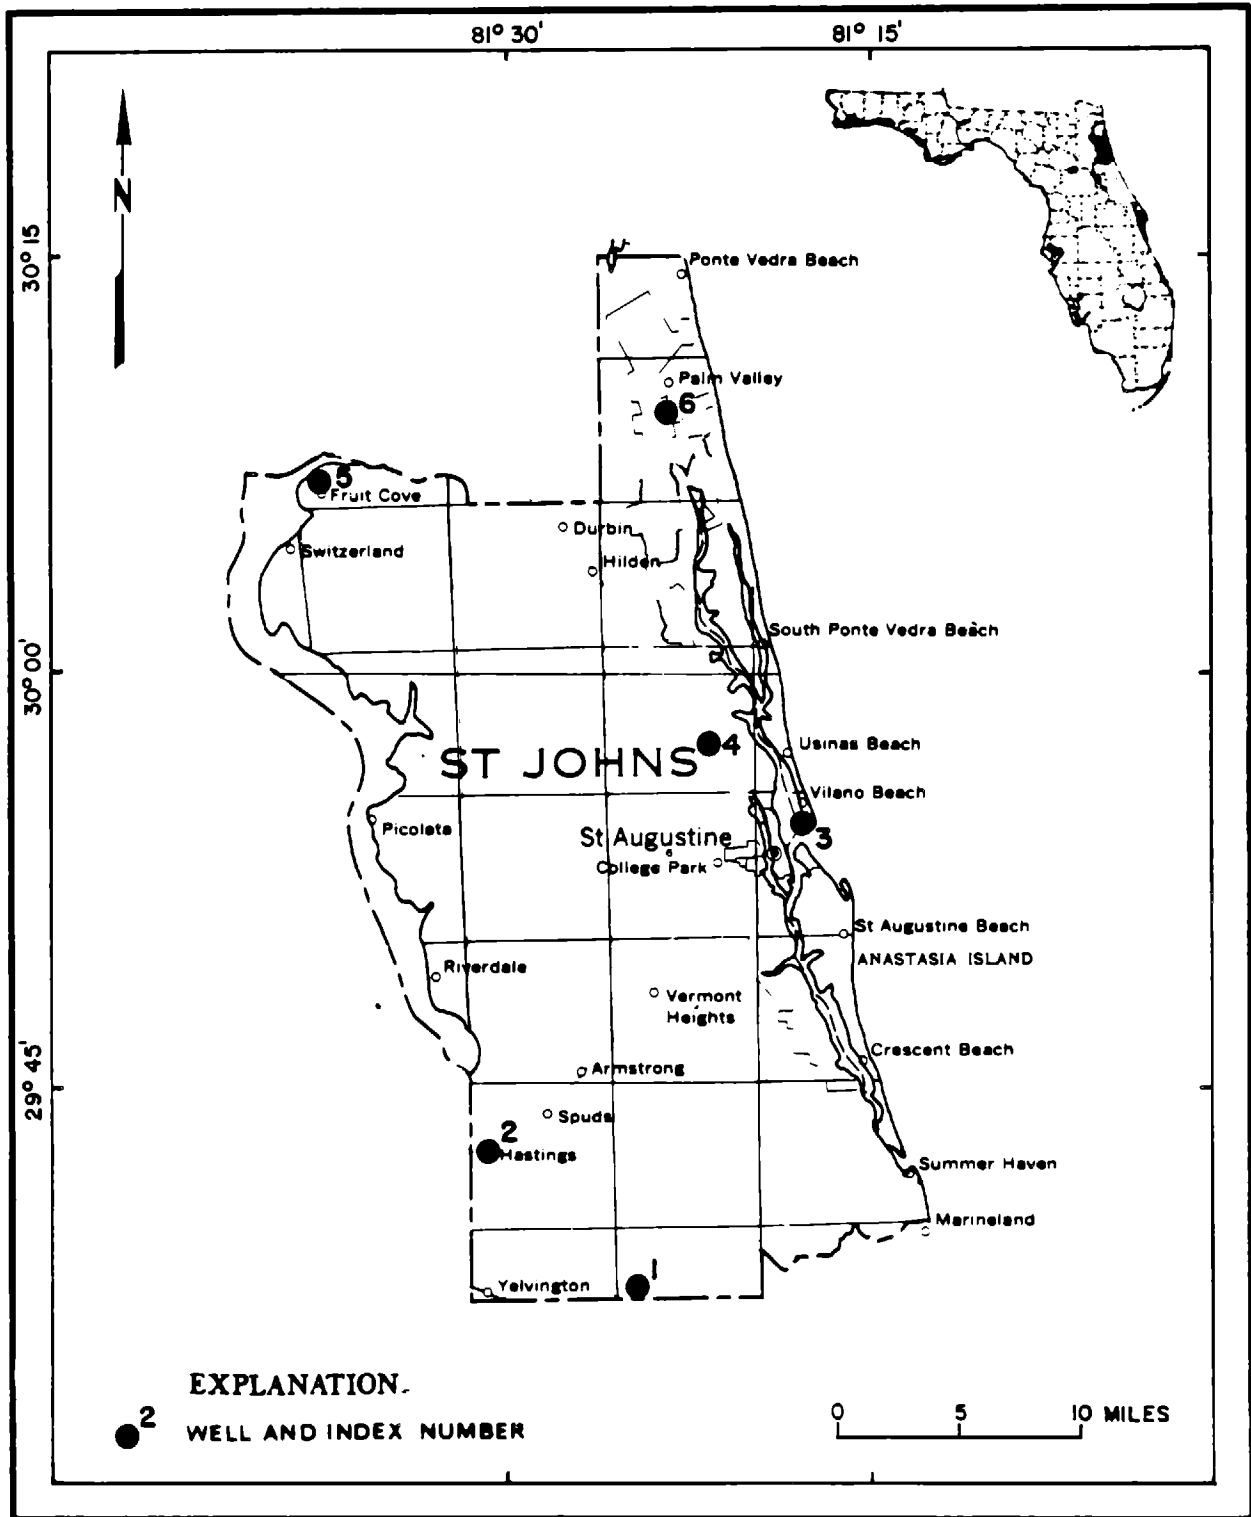 81° 30'
81° 15'
N
30° 15'
Ponte Vedra Beach
Palm Valley
6
5
Fruit Cove
Durbin
Switzerland
Hilden
South Ponte Vedra Beach
30° 00'
4
ST JOHNS
Usinas Beach
Vilano Beach
Picolata
3
St Augustine
6
College Park
St Augustine Beach
ANASTASIA ISLAND
Riverdale
Vermont
Heights
29° 45'
Crescent Beach
Armstrong
Spuds
2
Hastings
Summer Haven
Marineland
1
Yelvington
EXPLANATION
2
WELL AND INDEX NUMBER
0 5 10 MILES